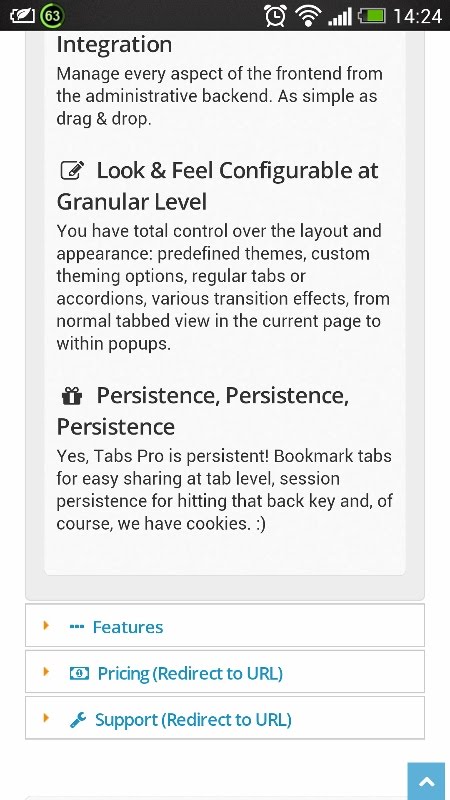 63 14:24
Integration
Manage every aspect of the frontend from
the administrative backend. As simple as
drag & drop.
Look & Feel Configurable at
Granular Level
You have total control over the layout and
appearance: predefined themes, custom
theming options, regular tabs or
accordions, various transition effects, from
normal tabbed view in the current page to
within popups.
Persistence, Persistence,
Persistence
Yes, Tabs Pro is persistent! Bookmark tabs
for easy sharing at tab level, session
persistence for hitting that back key and, of
course, we have cookies. :)
Features
Pricing (Redirect to URL)
Support (Redirect to URL)